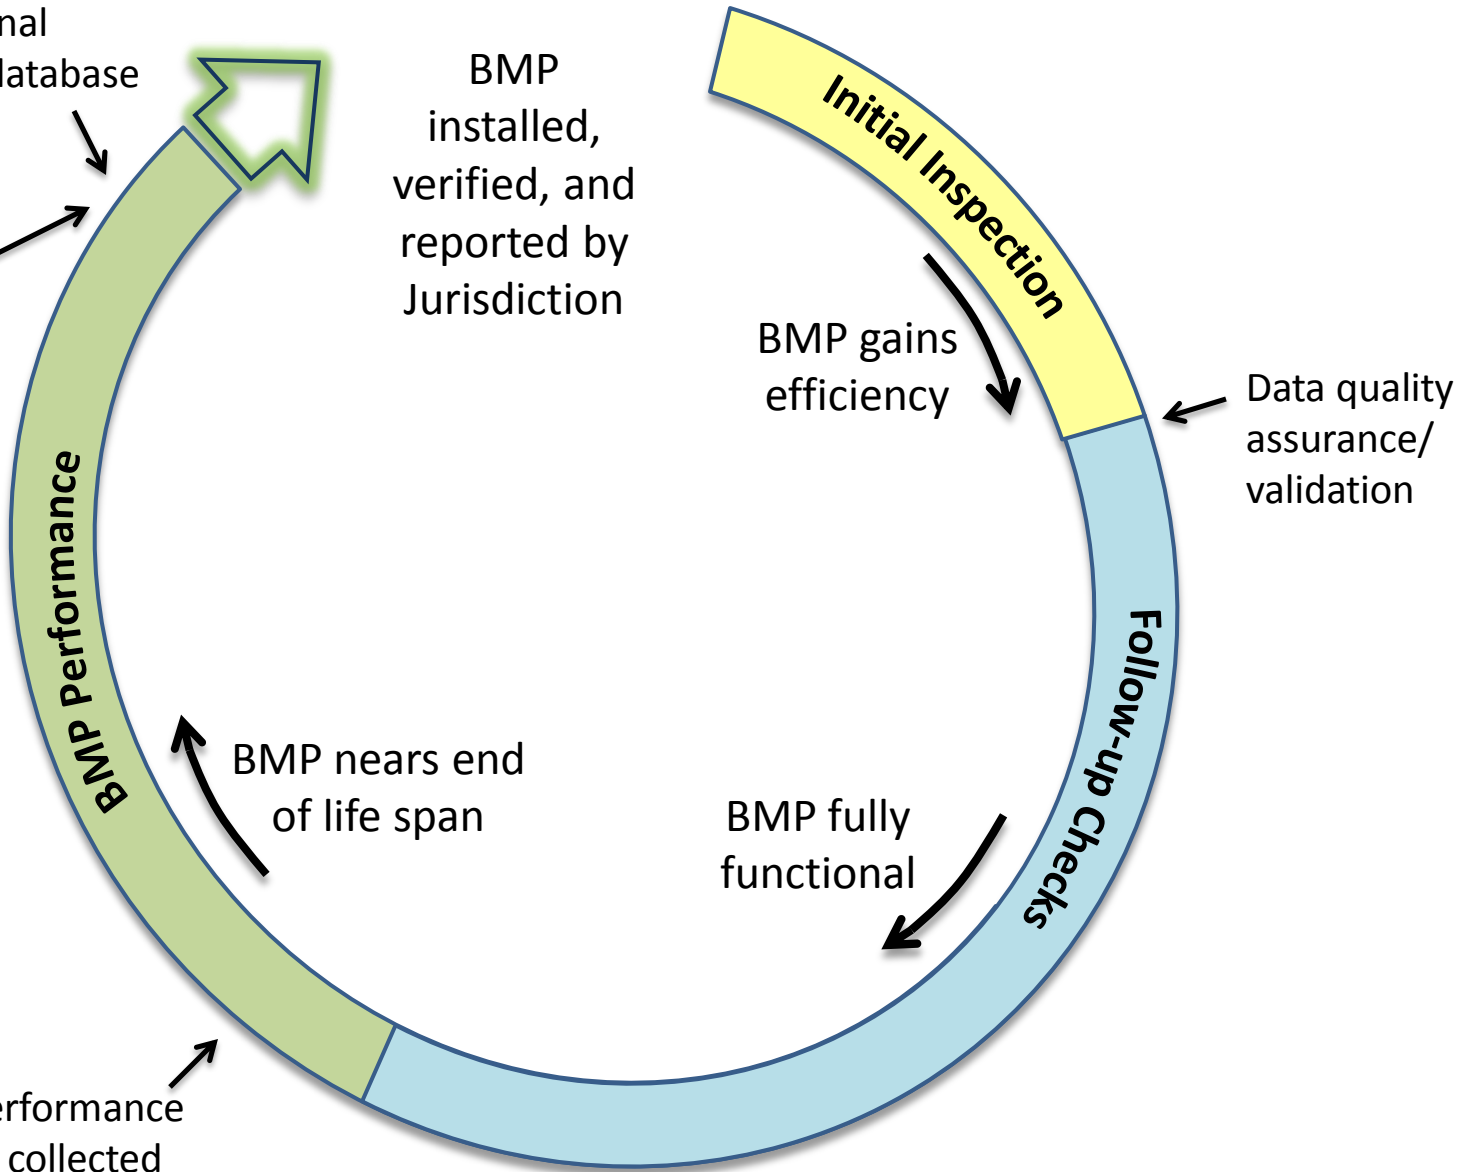 nal
database
BMP
installed,
verified, and
reported by
Jurisdiction
Initial Inspection
BMP gains
efficiency
Data quality
assurance/
validation
Follow-up Checks
BMP fully
functional
BMP nears end
of life span
BMP Performance
erformance
collected